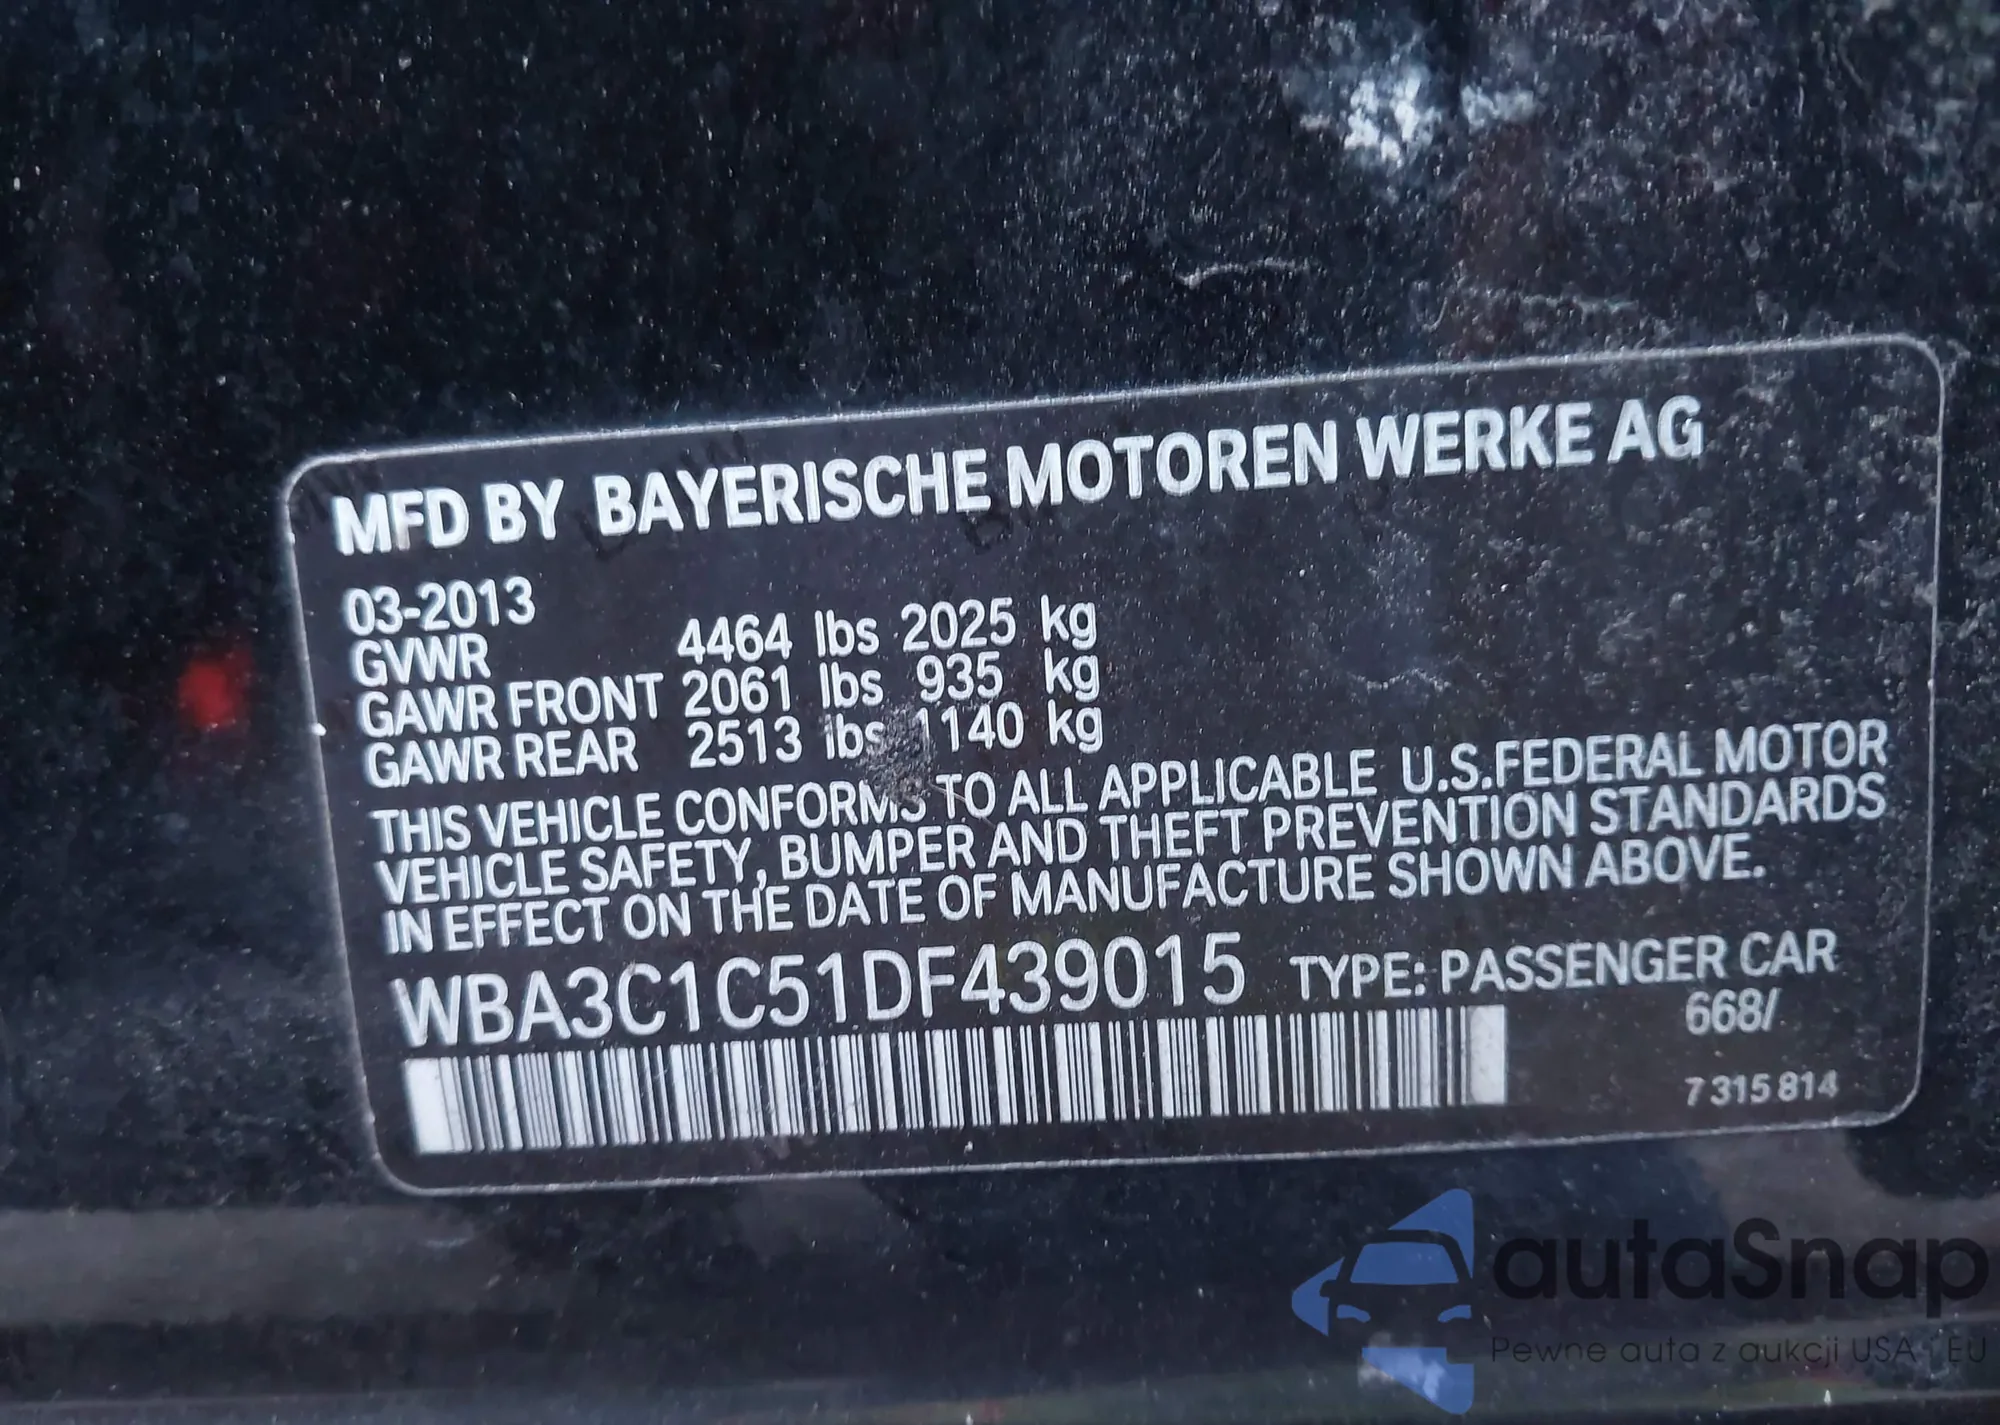 MFD BY BAYERISCHE MOTOREN WERKE AG
03-2013
GVWR 4464 lbs 2025 kg
GAWR FRONT 2061 lbs 935 kg
GAWR REAR 2513 lbs 1140 kg
THIS VEHICLE CONFORMS TO ALL APPLICABLE U.S.FEDERAL MOTOR
VEHICLE SAFETY, BUMPER AND THEFT PREVENTION STANDARDS
IN EFFECT ON THE DATE OF MANUFACTURE SHOWN ABOVE.
WBA3C1C51DF439015 TYPE: PASSENGER CAR
668/
7 315 814
autaSnap
Pewne auta z aukcji USA i EU